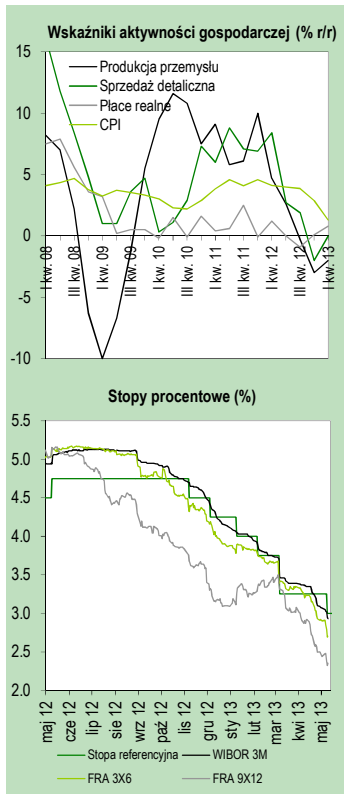 Wskaźniki aktywności gospodarczej (% r/r)
15
10
5
0
-5
-10
Produkcja przemysłu
Sprzedaż detaliczna
Płace realne
CPI
I kw. 08
III kw. 08
I kw. 09
III kw. 09
I kw. 10
III kw. 10
I kw. 11
III kw. 11
I kw. 12
III kw. 12
I kw. 13
Stopy procentowe (%)
5.5
5.0
4.5
4.0
3.5
3.0
2.5
2.0
maj 12
cze 12
lip 12
sie 12
wrz 12
paź 12
lis 12
gru 12
sty 13
lut 13
mar 13
kwi 13
maj 13
Stopa referencyjna
WIBOR 3M
FRA 3X6
FRA 9X12